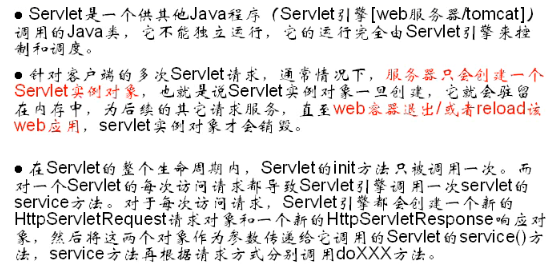 ● Servlet是一个供其他Java程序（Servlet引擎[web服务器/tomcat]）
调用的Java类，它不能独立运行，它的运行完全由Servlet引擎来控
制和调度。
● 针对客户端的多次Servlet请求，通常情况下，服务器只会创建一个
Servlet实例对象，也就是说Servlet实例对象一旦创建，它就会驻留
在内存中，为后续的其它请求服务，直至web容器退出/或者reload该
web应用，servlet实例对象才会销毁。
● 在Servlet的整个生命周期内，Servlet的init方法只被调用一次。而
对一个Servlet的每次访问请求都导致Servlet引擎调用一次servlet的
service方法。对于每次访问请求，Servlet引擎都会创建一个新的
HttpServletRequest请求对象和一个新的HttpServletResponse响应对
象，然后将这两个对象作为参数传递给它调用的Servlet的service()方
法，service方法再根据请求方式分别调用doXXX方法。